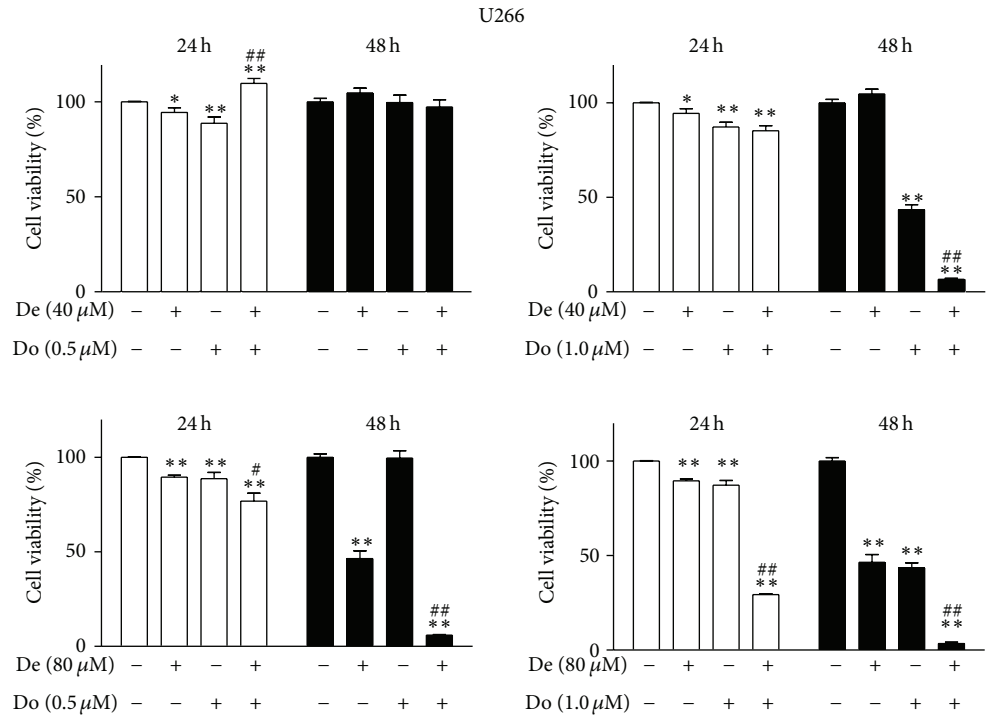 U266
24 h 48 h
##
* ** **
Cell viability (%)
100
50
0
De (40 μM) − + − + − + − +
Do (0.5 μM) − − + + − − + +
24 h 48 h
* ** **
**
##
**
Cell viability (%)
100
50
0
De (40 μM) − + − + − + − +
Do (1.0 μM) − − + + − − + +
24 h 48 h
#
** ** **
**
##
**
Cell viability (%)
100
50
0
De (80 μM) − + − + − + − +
Do (0.5 μM) − − + + − − + +
24 h 48 h
** **
##
**
** **
##
**
Cell viability (%)
100
50
0
De (80 μM) − + − + − + − +
Do (1.0 μM) − − + + − − + +